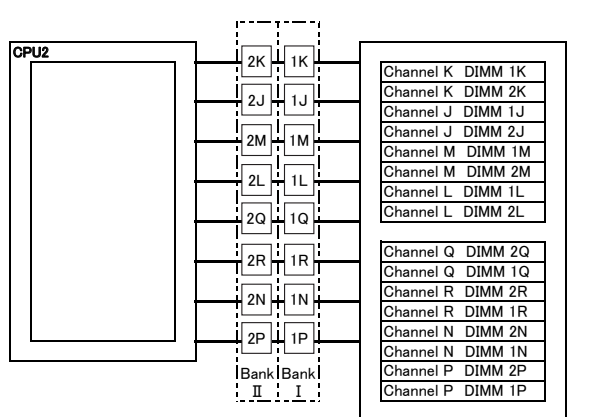 CPU2
2K 1K
2J 1J
2M 1M
2L 1L
2Q 1Q
2R 1R
2N 1N
2P 1P
Bank Bank
Ⅱ Ⅰ
Channel K DIMM 1K
Channel K DIMM 2K
Channel J DIMM 1J
Channel J DIMM 2J
Channel M DIMM 1M
Channel M DIMM 2M
Channel L DIMM 1L
Channel L DIMM 2L
Channel Q DIMM 2Q
Channel Q DIMM 1Q
Channel R DIMM 2R
Channel R DIMM 1R
Channel N DIMM 2N
Channel N DIMM 1N
Channel P DIMM 2P
Channel P DIMM 1P